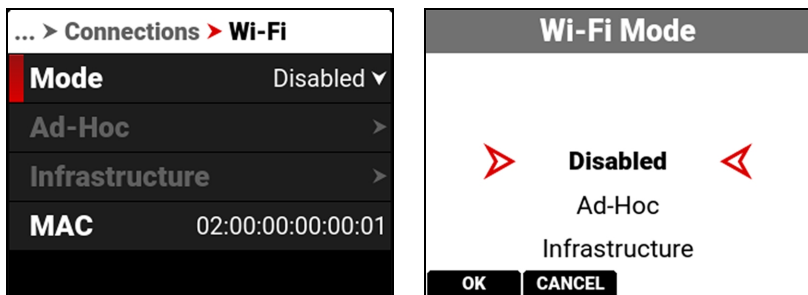 ... > Connections > Wi-Fi
Mode Disabled
Ad-Hoc >
Infrastructure >
MAC 02:00:00:00:00:01
Wi-Fi Mode
Disabled
Ad-Hoc
Infrastructure
OK CANCEL